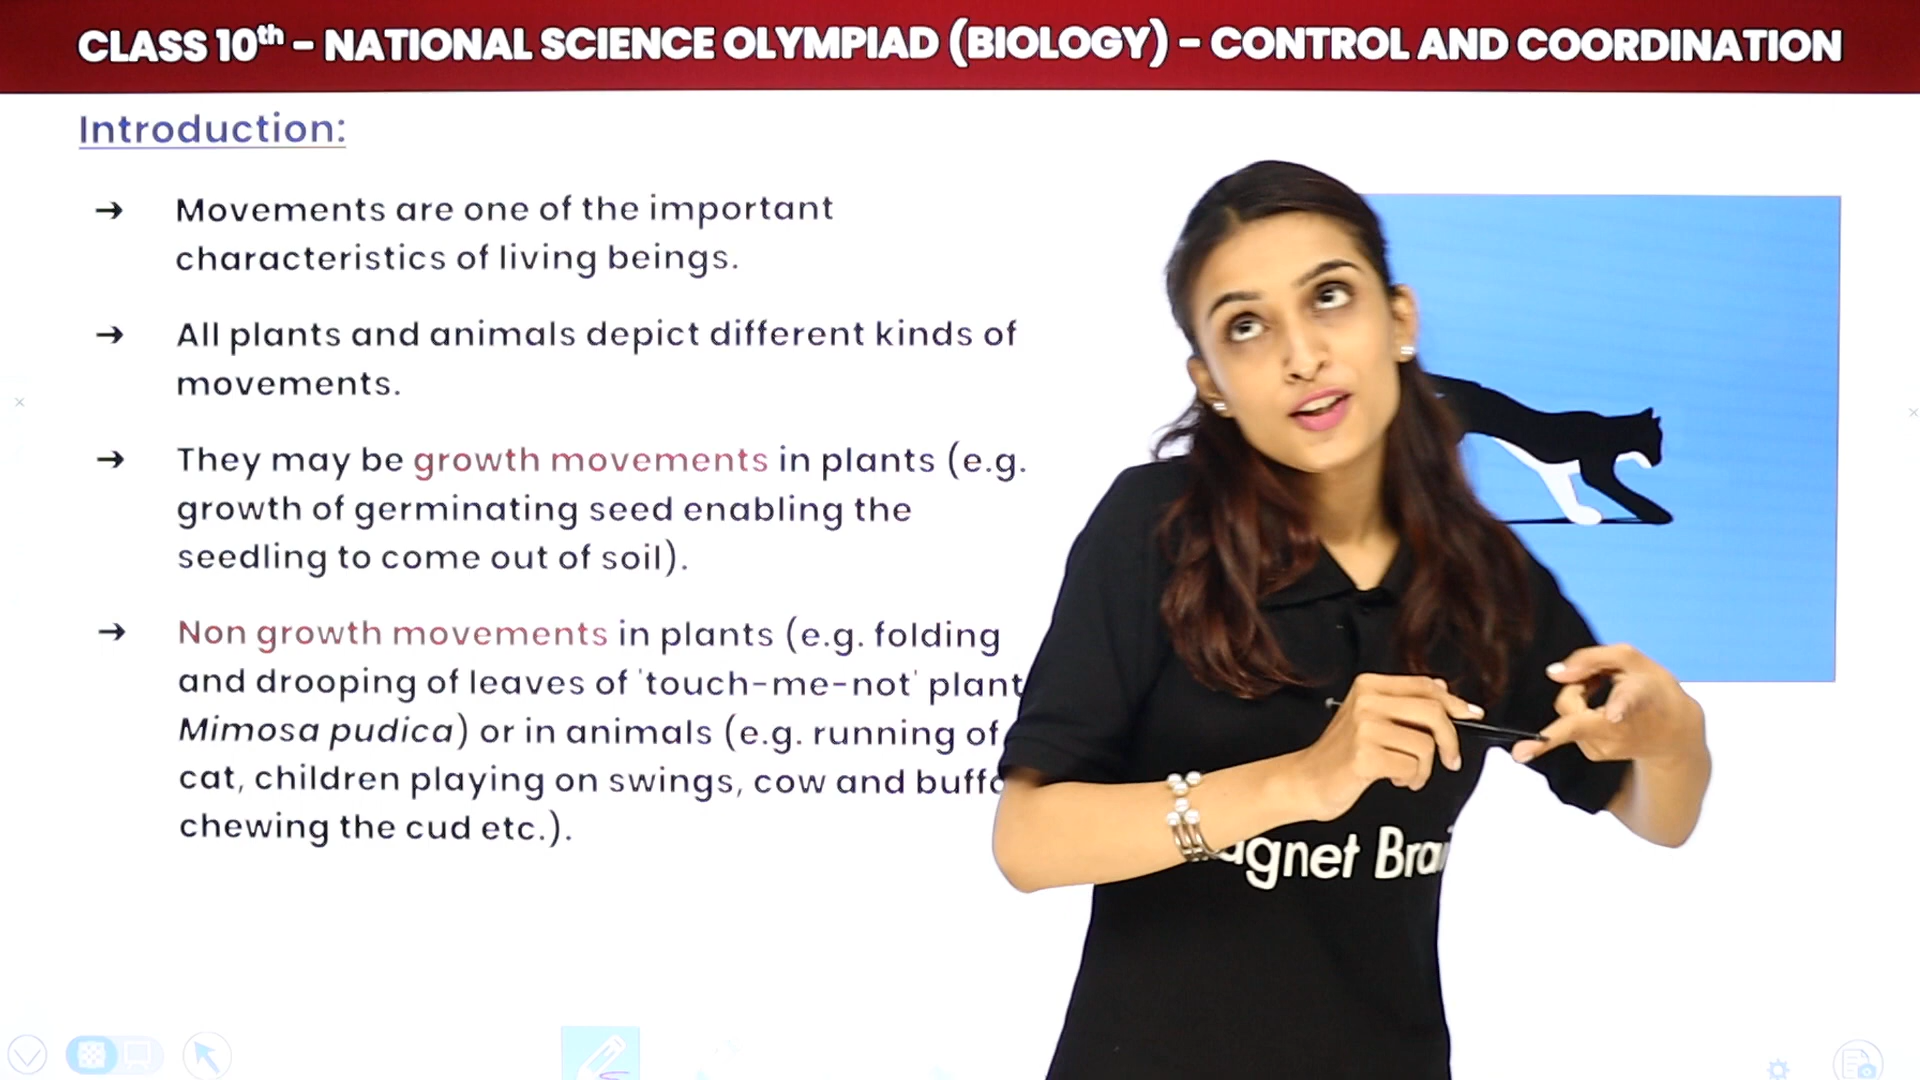 CLASS 10th - NATIONAL SCIENCE OLYMPIAD (BIOLOGY) - CONTROL AND COORDINATION
Introduction:
→ Movements are one of the important
characteristics of living beings.
→ All plants and animals depict different kinds of
movements.
→ They may be growth movements in plants (e.g.
growth of germinating seed enabling the
seedling to come out of soil).
→ Non growth movements in plants (e.g. folding
and drooping of leaves of 'touch-me-not' plant
Mimosa pudica) or in animals (e.g. running of
cat, children playing on swings, cow and
chewing the cud etc.).
gnet Bra